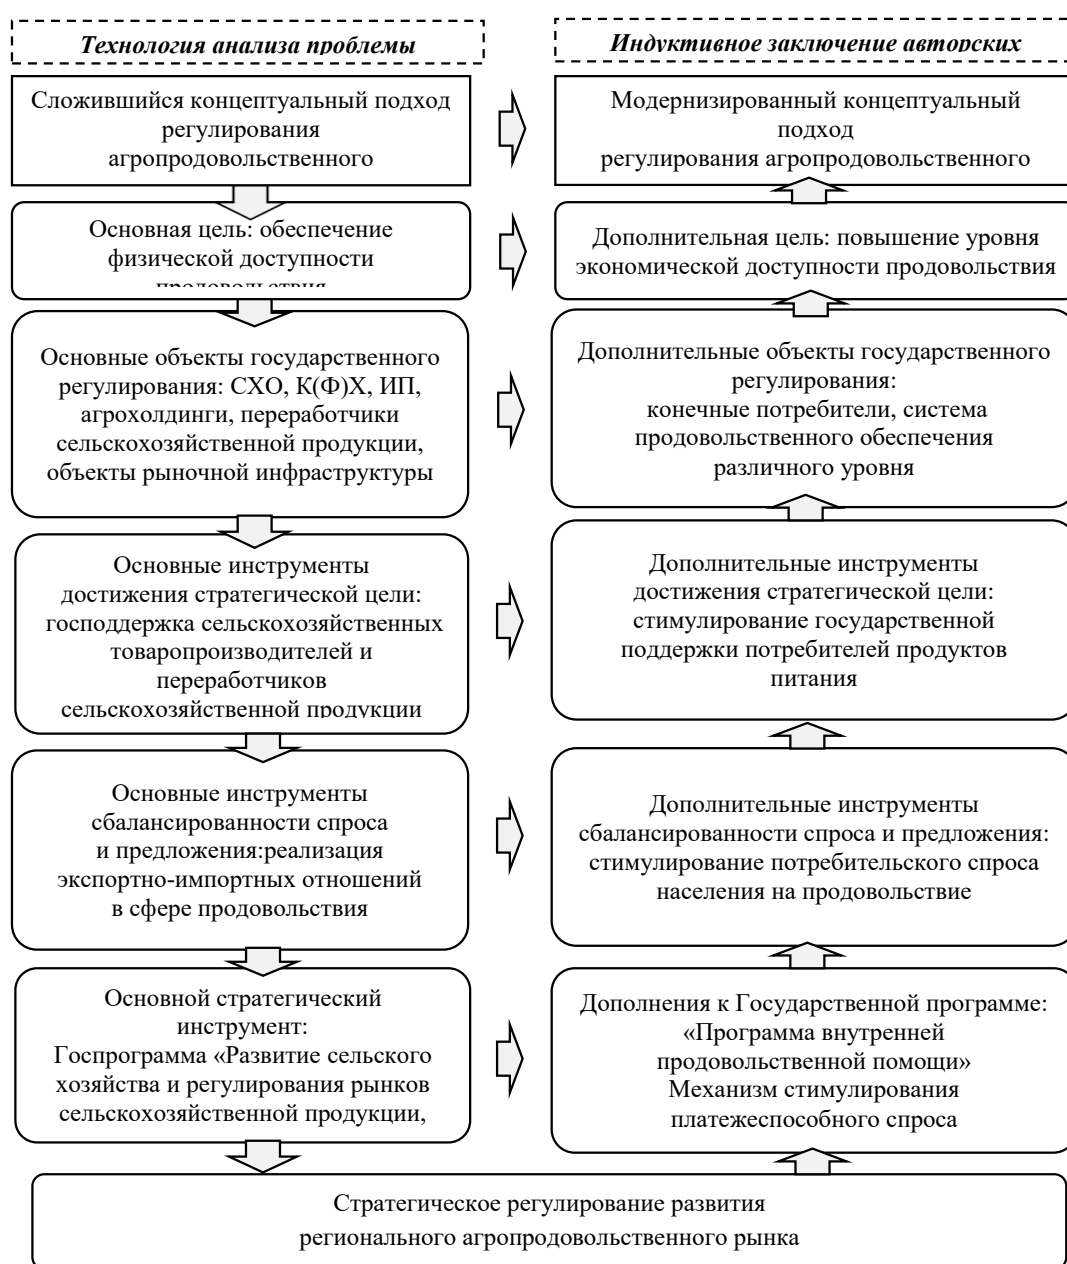 Технология анализа проблемы
Индуктивное заключение авторских
Сложившийся концептуальный подход
регулирования
агропродовольственного
Модернизированный концептуальный
подход
регулирования агропродовольственного
Основная цель: обеспечение
физической доступности
продовольствия
Дополнительная цель: повышение уровня
экономической доступности продовольствия
Основные объекты государственного
регулирования: СХО, К(Ф)Х, ИП,
агрохолдинги, переработчики
сельскохозяйственной продукции,
объекты рыночной инфраструктуры
Дополнительные объекты государственного
регулирования:
конечные потребители, система
продовольственного обеспечения
различного уровня
Основные инструменты
достижения стратегической цели:
господдержка сельскохозяйственных
товаропроизводителей и
переработчиков
сельскохозяйственной продукции
Дополнительные инструменты
достижения стратегической цели:
стимулирование государственной
поддержки потребителей продуктов
питания
Основные инструменты
сбалансированности спроса
и предложения:реализация
экспортно-импортных отношений
в сфере продовольствия
Дополнительные инструменты
сбалансированности спроса и предложения:
стимулирование потребительского спроса
населения на продовольствие
Основной стратегический
инструмент:
Госпрограмма «Развитие сельского
хозяйства и регулирования рынков
сельскохозяйственной продукции,
Дополнения к Государственной программе:
«Программа внутренней
продовольственной помощи»
Механизм стимулирования
платежеспособного спроса
Стратегическое регулирование развития
регионального агропродовольственного рынка